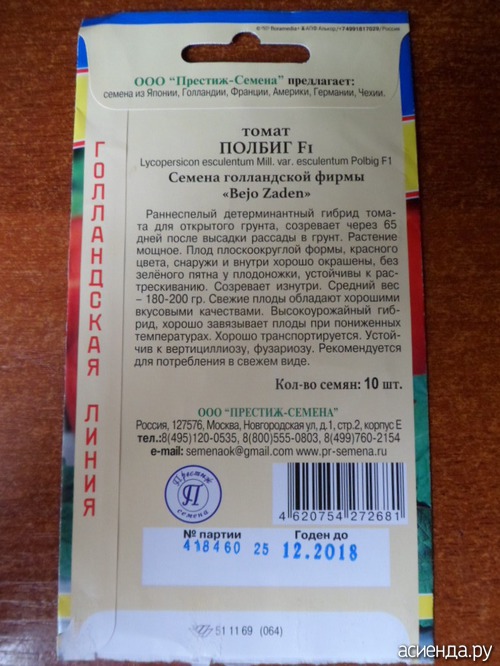 ООО "Престиж-Семена" предлагает:
семена из Японии, Голландии, Франции, Америки, Германии, Чехии.
ГОЛЛАНДСКАЯ ЛИНИЯ
томат
ПОЛБИГ F1
Lycopersicon esculentum Mill. var. esculentum Polbig F1
Семена голландской фирмы
«Bejo Zaden»
Раннеспелый детерминантный гибрид тома-
та для открытого грунта, созревает через 65
дней после высадки рассады в грунт. Растение
мощное. Плод плоскоокруглой формы, красного
цвета, снаружи и внутри хорошо окрашены, без
зелёного пятна у плодоножки, устойчивы к рас-
трескиванию. Созревает изнутри. Средний вес
– 180-200 гр. Свежие плоды обладают хорошими
вкусовыми качествами. Высокоурожайный гиб-
рид, хорошо завязывает плоды при пониженных
температурах. Хорошо транспортируется. Устой-
чив к вертициллиозу, фузариозу. Рекомендуется
для потребления в свежем виде.
Кол-во семян: 10 шт.
ООО "ПРЕСТИЖ-СЕМЕНА"
Россия, 127576, Москва, Новгородская ул, д.1, стр.2, корпус Е
тел.:8(495)120-0535, 8(800)555-0803, 8(499)760-2154
e-mail: semenaok@gmail.com www.pr-semena.ru
Престиж
П
семена
4 620754 272681
№ партии
Годен до
418460 25 12.2018
51 11 69 (064)
асиенда.ру